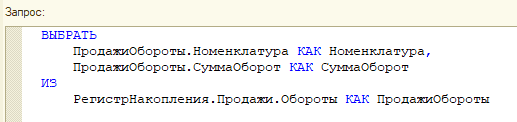 Запрос:
ВЫБРАТЬ
ПродажиОбороты.Номенклатура КАК Номенклатура,
ПродажиОбороты.СуммаОборот КАК СуммаОборот
ИЗ
РегистрНакопления.Продажи.Обороты КАК ПродажиОбороты